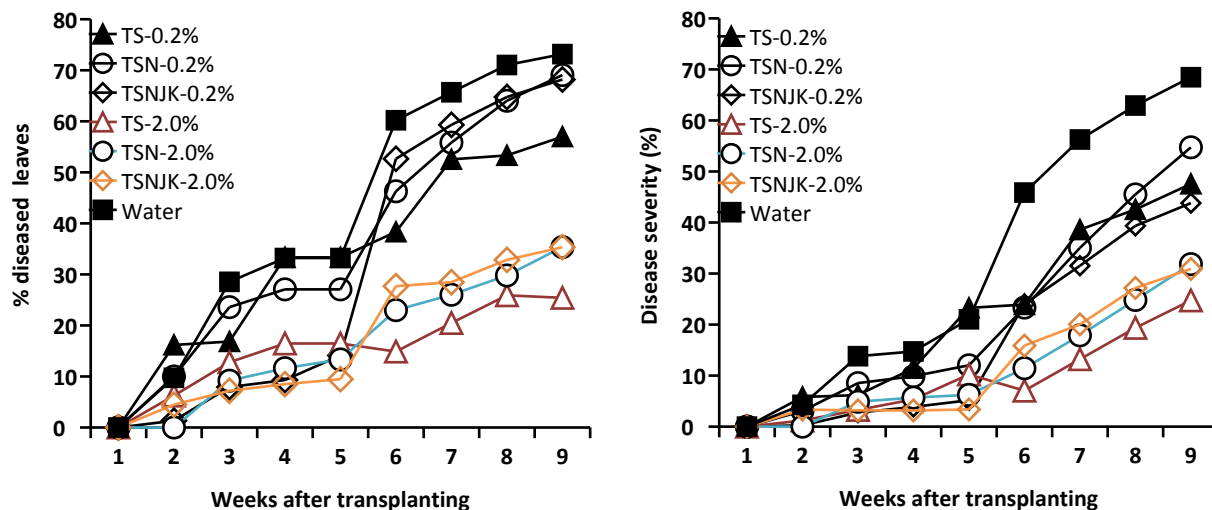 80
70
60
50
40
30
20
10
0
% diseased leaves
TS-0.2%
TSN-0.2%
TSNJK-0.2%
TS-2.0%
TSN-2.0%
TSNJK-2.0%
Water
1 2 3 4 5 6 7 8 9
Weeks after transplanting
80
70
60
50
40
30
20
10
0
Disease severity (%)
TS-0.2%
TSN-0.2%
TSNJK-0.2%
TS-2.0%
TSN-2.0%
TSNJK-2.0%
Water
1 2 3 4 5 6 7 8 9
Weeks after transplanting